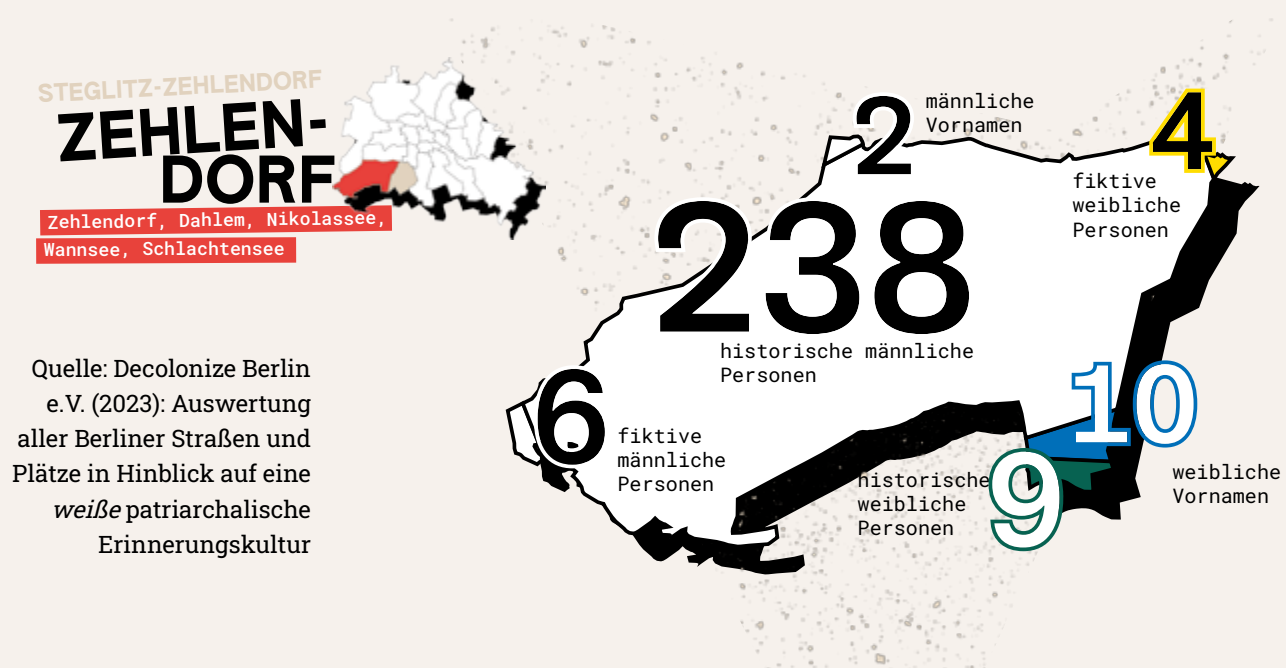 STEGLITZ-ZEHLENDORF
ZEHLEN-
DORF
Zehlendorf, Dahlem, Nikolassee,
Wannsee, Schlachtensee
Quelle: Decolonize Berlin
e.V. (2023): Auswertung
aller Berliner Straßen und
Plätze in Hinblick auf eine
weiße patriarchalische
Erinnerungskultur
2
männliche
Vornamen
4
fiktive
weibliche
Personen
238
historische männliche
Personen
6
fiktive
männliche
Personen
10
weibliche
Vornamen
9
historische
weibliche
Personen